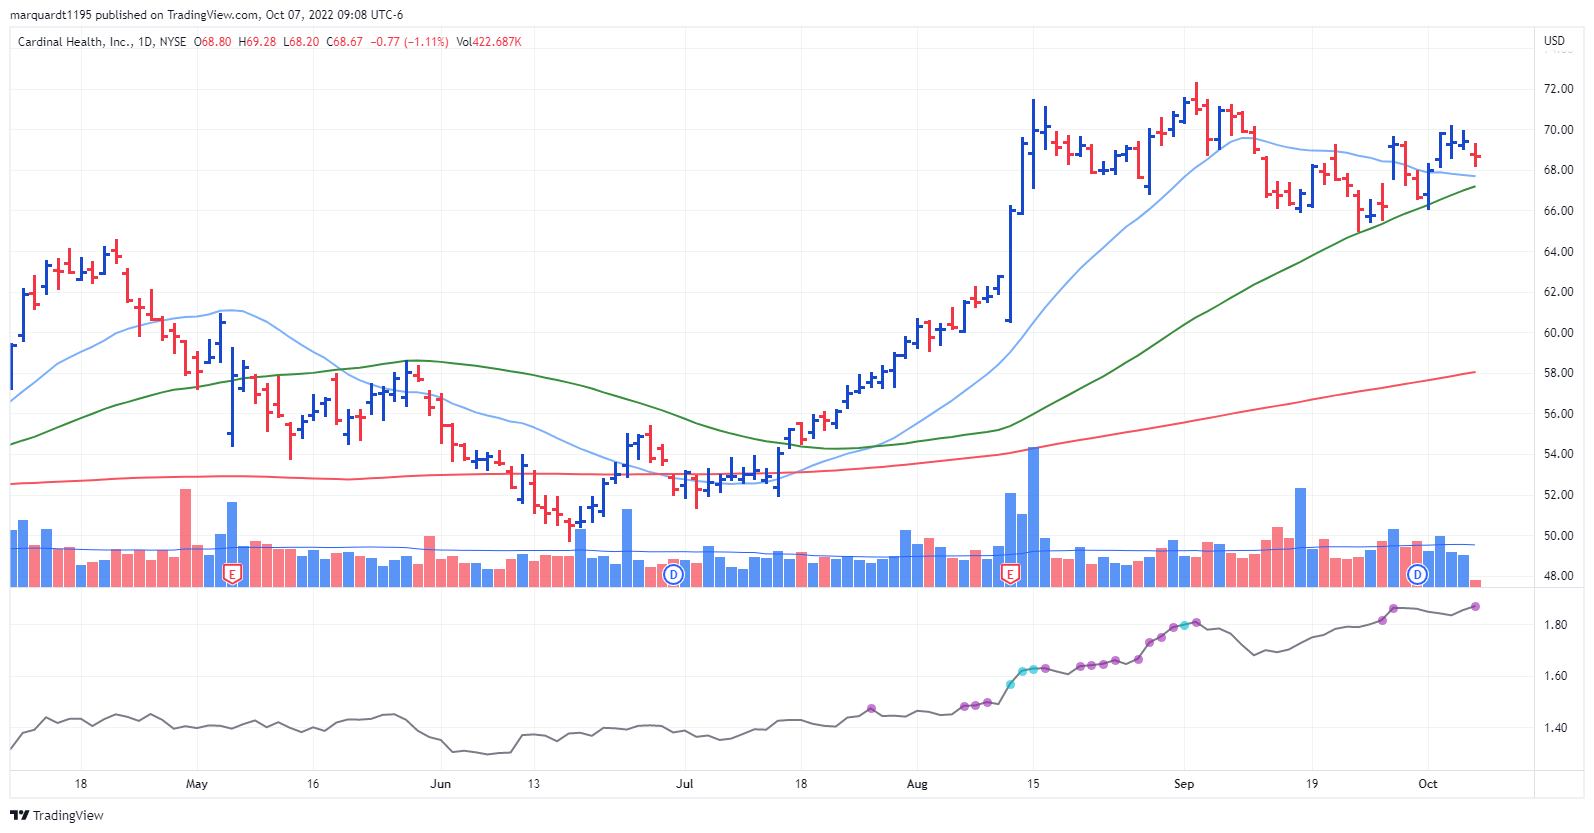 marquardt1195 published on TradingView.com, Oct 07, 2022 09:08 UTC-6
Cardinal Health, Inc., 1D, NYSE O68.80 H69.28 L68.20 C68.67 −0.77 (−1.11%) Vol422.687K
USD
72.00
70.00
68.00
66.00
64.00
62.00
60.00
58.00
56.00
54.00
52.00
50.00
48.00
E
D
E
D
1.80
1.60
1.40
18
May
16
Jun
13
Jul
18
Aug
15
Sep
19
Oct
TradingView